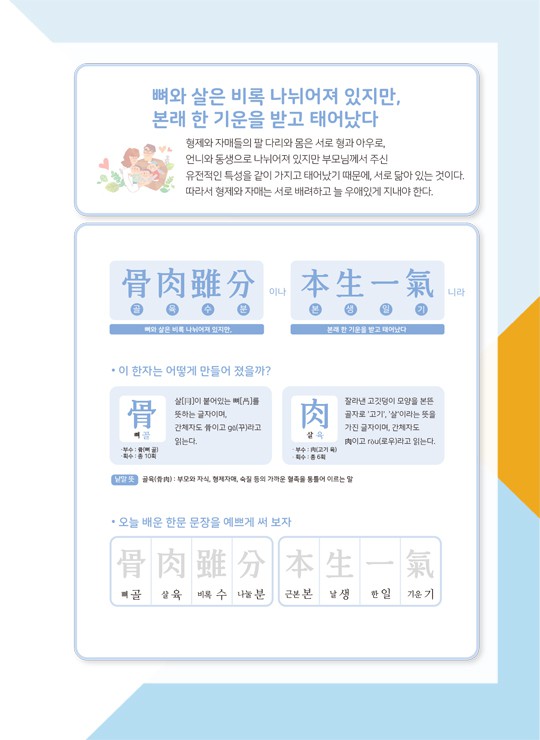 뼈와 살은 비록 나뉘어져 있지만,
본래 한 기운을 받고 태어났다
형제와 자매들의 팔 다리와 몸은 서로 형과 아우로,
언니와 동생으로 나뉘어져 있지만 부모님께서 주신
유전적인 특성을 같이 가지고 태어났기 때문에, 서로 닮아 있는 것이다.
따라서 형제와 자매는 서로 배려하고 늘 우애있게 지내야 한다.
骨肉雖分 이나 本生一氣 니라
골 육 수 분 본 생 일 기
뼈와 살은 비록 나뉘어져 있지만, 본래 한 기운을 받고 태어났다
• 이 한자는 어떻게 만들어 졌을까?
骨
뼈 골
·부수 : 骨(뼈 골)
·획수 : 총 10획
살[月]이 붙어있는 뼈[冎]를
뜻하는 글자이며,
간체자도 骨이고 gǔ(꾸)라고
읽는다.
肉
살 육
·부수 : 肉(고기 육)
·획수 : 총 6획
잘라낸 고깃덩이 모양을 본뜬
글자로 '고기', '살'이라는 뜻을
가진 글자이며, 간체자도
肉이고 ròu(로우)라고 읽는다.
낱말 뜻 골육(骨肉) : 부모와 자식, 형제자매, 숙질 등의 가까운 혈족을 통틀어 이르는 말
• 오늘 배운 한문 문장을 예쁘게 써 보자
骨 肉 雖 分 本 生 一 氣
뼈 골 살 육 비록 수 나눌 분 근본 본 날 생 한 일 기운 기